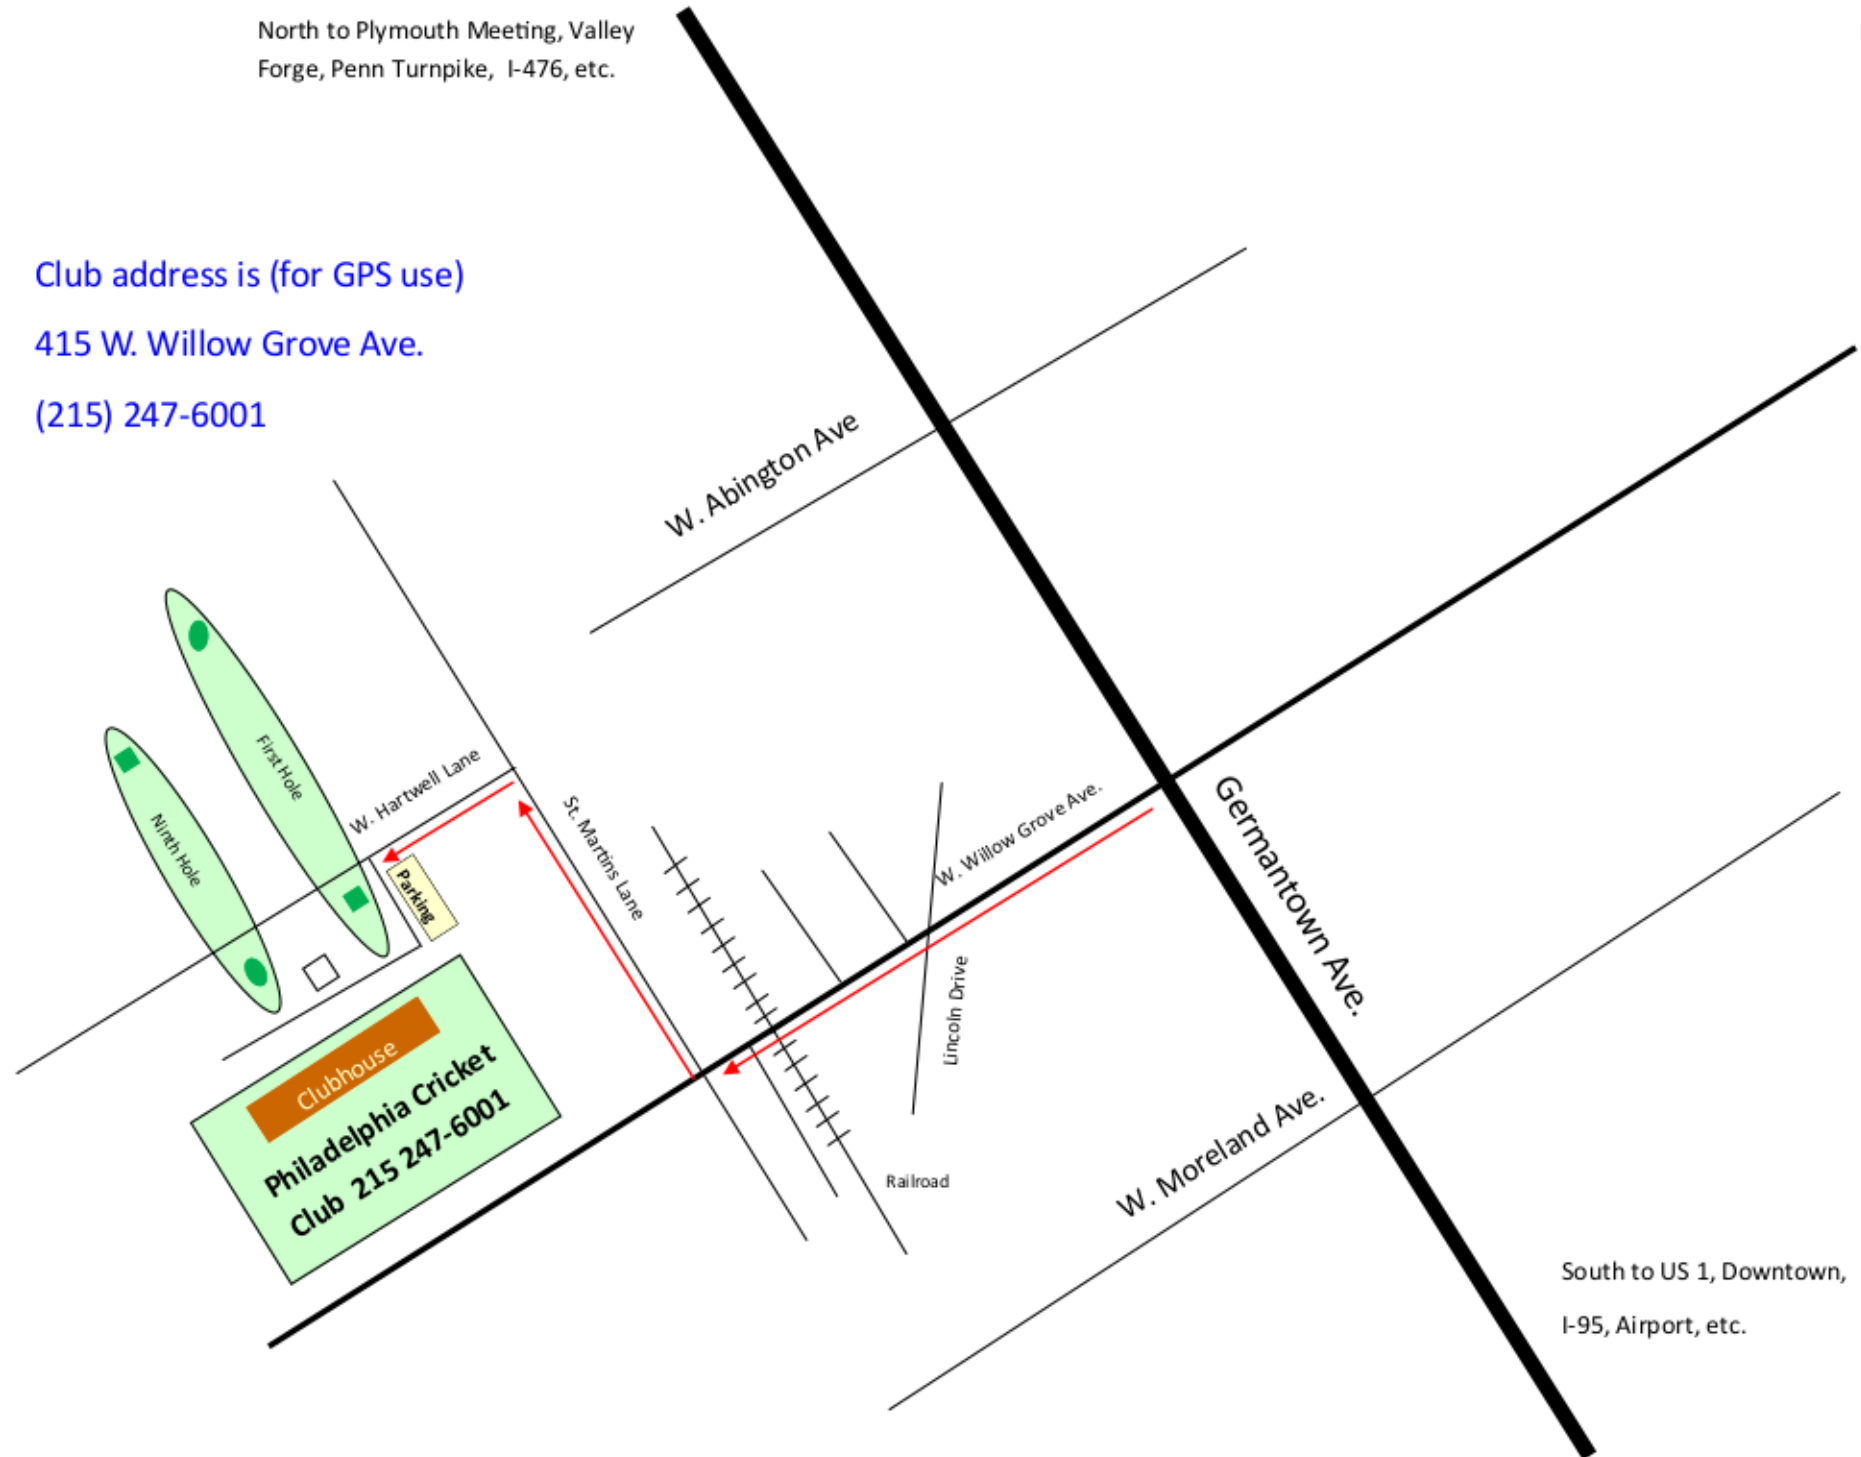 North to Plymouth Meeting, Valley
Forge, Penn Turnpike, I-476, etc.
Club address is (for GPS use)
415 W. Willow Grove Ave.
(215) 247-6001
W. Abington Ave
First Hole
Ninth Hole
W. Hartwell Lane
Parking
St. Martins Lane
W. Willow Grove Ave.
Lincoln Drive
Germantown Ave.
Clubhouse
Philadelphia Cricket
Club 215 247-6001
Railroad
W. Moreland Ave.
South to US 1, Downtown,
I-95, Airport, etc.